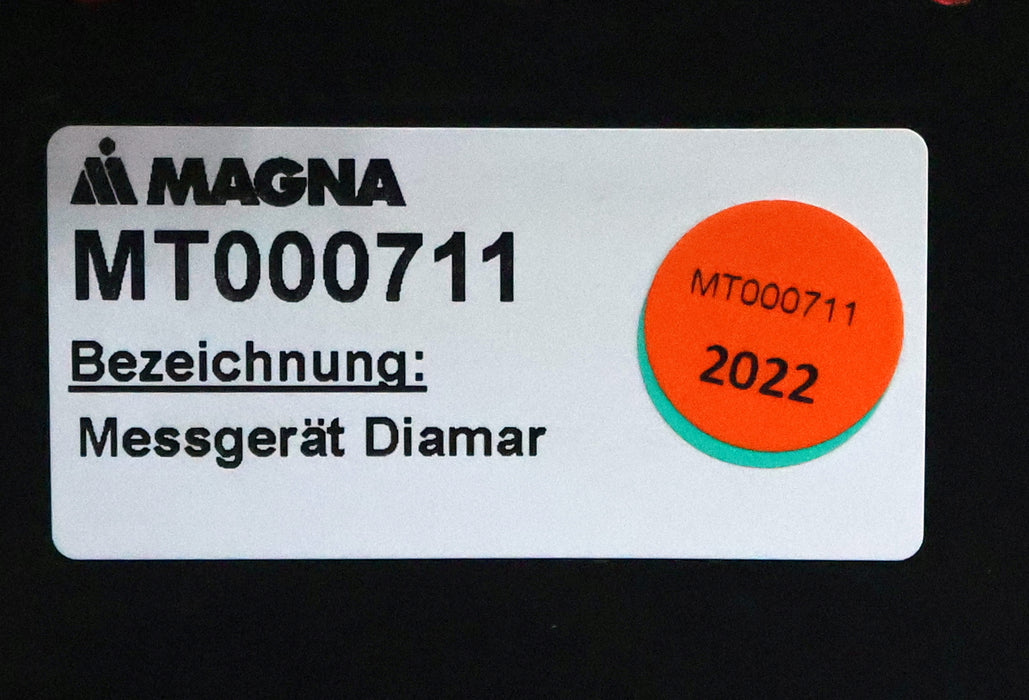 MAGNA
MT000711
Bezeichnung:
Messgerät Diamar
MT000711
2022